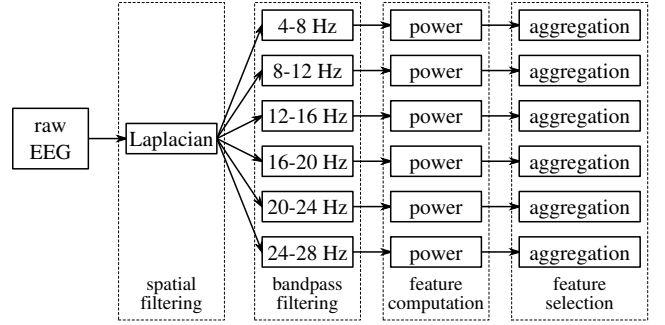 4-8 Hz power aggregation
8-12 Hz power aggregation
raw
EEG
Laplacian
12-16 Hz power aggregation
16-20 Hz power aggregation
20-24 Hz power aggregation
24-28 Hz power aggregation
spatial
filtering
bandpass
filtering
feature
computation
feature
selection